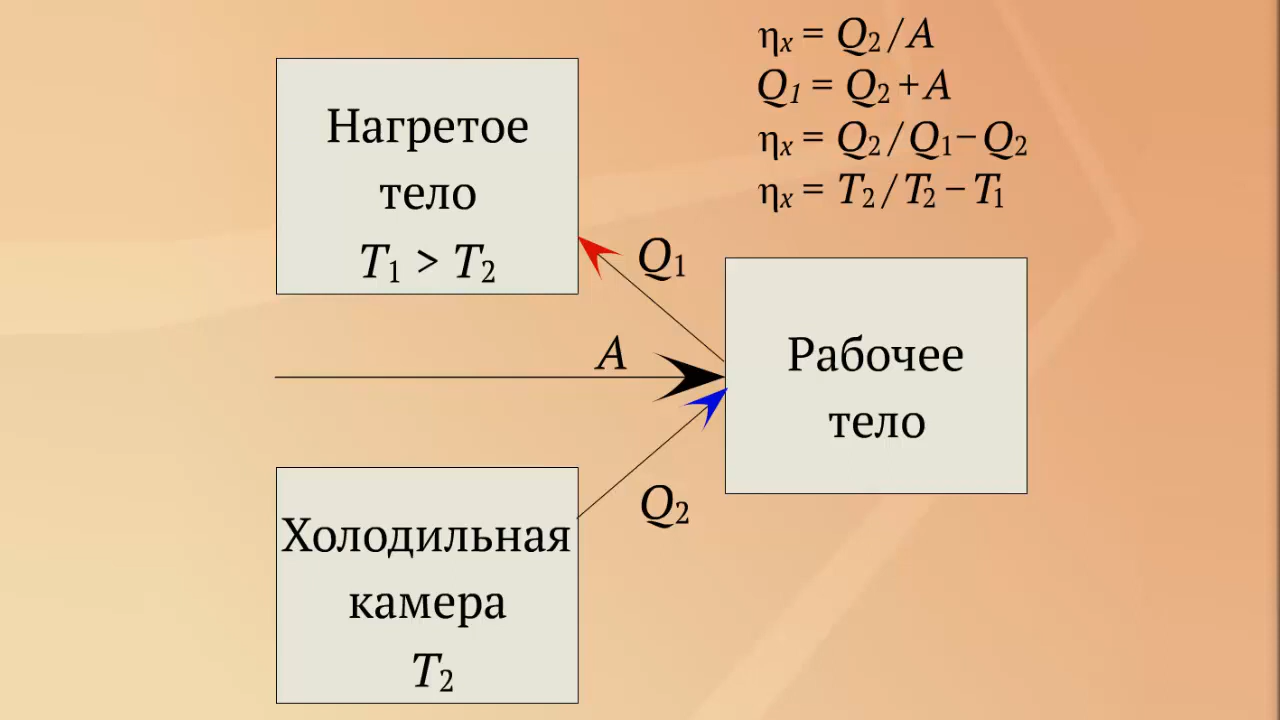 ηx = Q2 / A
Q1 = Q2 + A
ηx = Q2 / Q1 − Q2
ηx = T2 / T2 − T1
Нагретое
тело
T1 > T2
Q1
A
Рабочее
тело
Q2
Холодильная
камера
T2